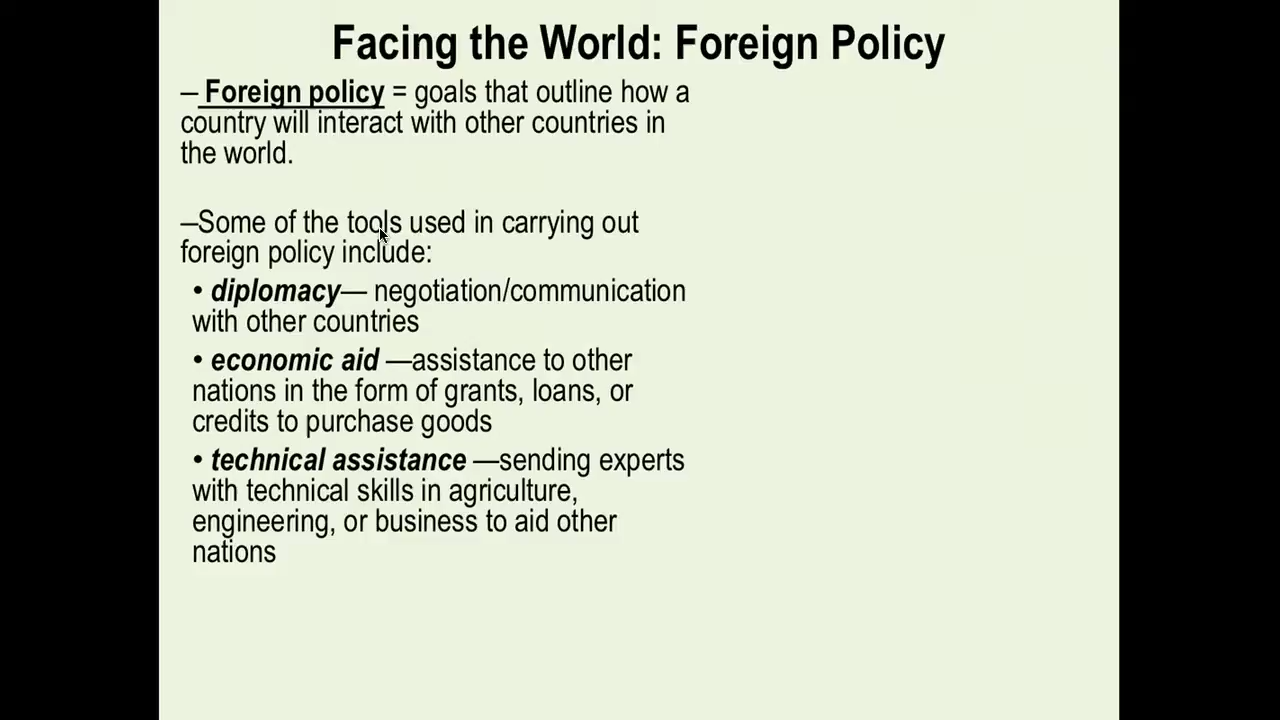 Facing the World: Foreign Policy
– Foreign policy = goals that outline how a
country will interact with other countries in
the world.
–Some of the tools used in carrying out
foreign policy include:
• diplomacy— negotiation/communication
with other countries
• economic aid —assistance to other
nations in the form of grants, loans, or
credits to purchase goods
• technical assistance —sending experts
with technical skills in agriculture,
engineering, or business to aid other
nations